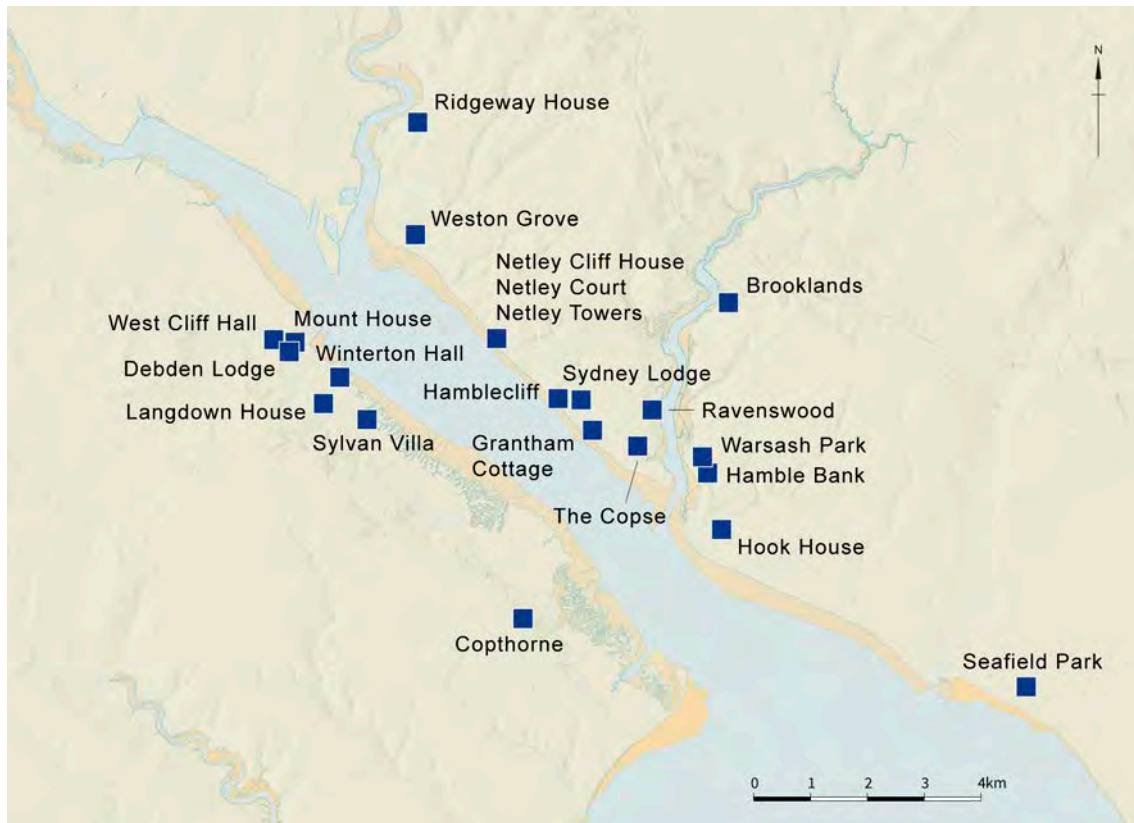 N
Ridgeway House
Weston Grove
Netley Cliff House
Netley Court
Netley Towers
Brooklands
West Cliff Hall
Mount House
Debden Lodge
Winterton Hall
Hamblecliff
Sydney Lodge
Langdown House
Ravenswood
Sylvan Villa
Grantham
Cottage
Warsash Park
Hamble Bank
The Copse
Hook House
Copthorne
Seafield Park
0 1 2 3 4km